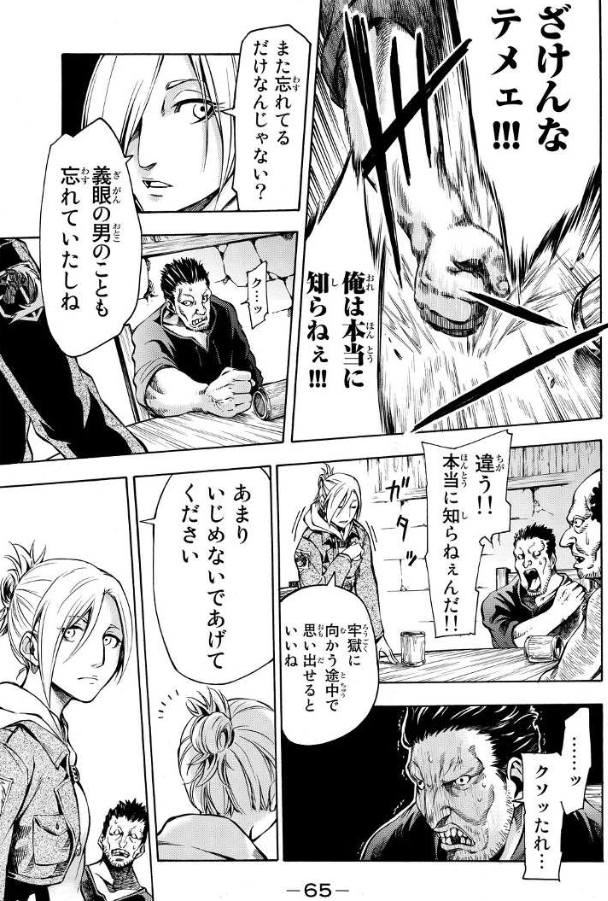 ざけんな
テメェ!!!
俺は本当に
知らねぇ!!!
また忘れてる
だけなんじゃない?
義眼の男のことも
忘れていたしね
ク…ッ
違う!!
本当に知らねぇんだ!!
ガタッ
牢獄に
向かう途中で
思い出せると
いいね
……ッ
クソッたれ…
あまり
いじめないであげて
ください
-65-